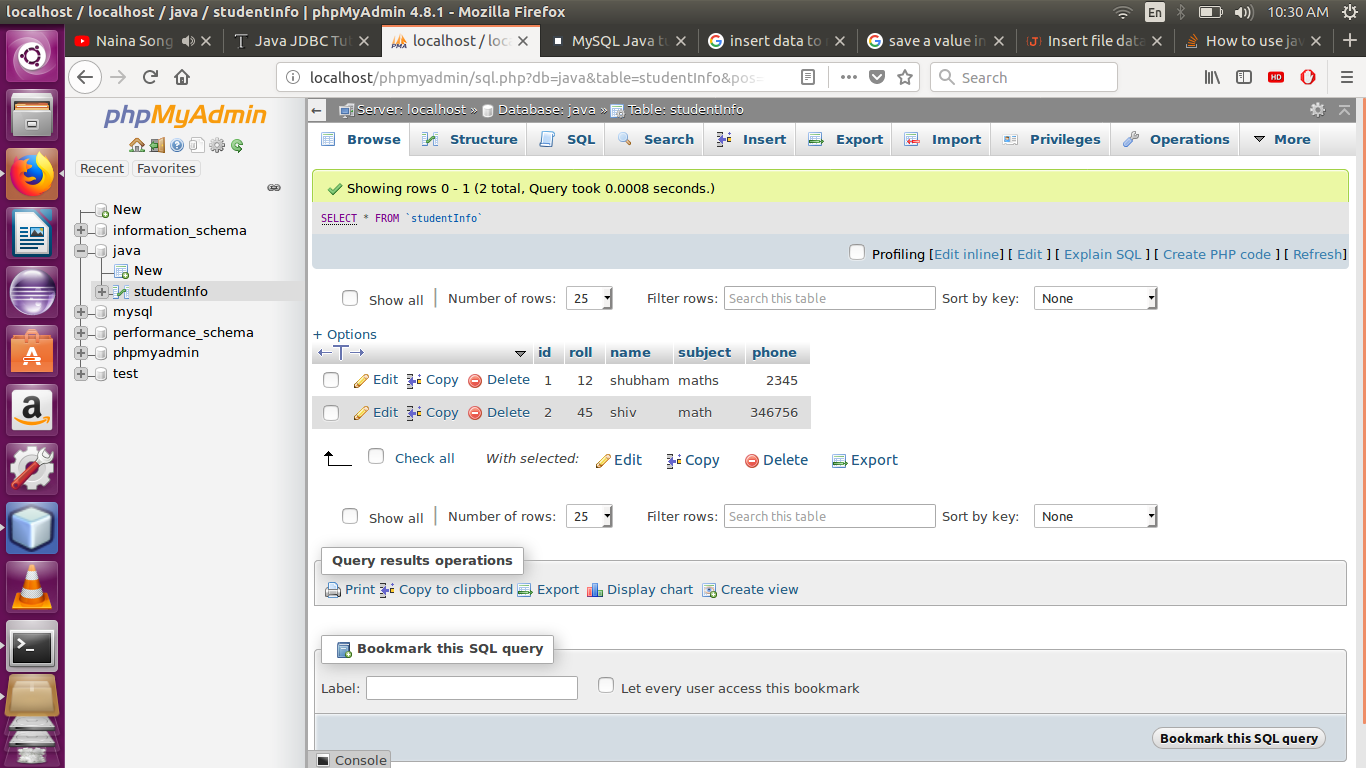 localhost / localhost / java / studentInfo | phpMyAdmin 4.8.1 - Mozilla Firefox
En
10:30 AM
Naina Song
Java JDBC Tut
localhost / loca
MySQL Java tu
insert data to
save a value in
Insert file data
How to use jav
localhost/phpmyadmin/sql.php?db=java&table=studentInfo&pos=
Search
HD
phpMyAdmin
Recent
Favorites
New
information_schema
java
New
studentInfo
mysql
performance_schema
phpmyadmin
test
Server: localhost » Database: java » Table: studentInfo
Browse
Structure
SQL
Search
Insert
Export
Import
Privileges
Operations
More
Showing rows 0 - 1 (2 total, Query took 0.0008 seconds.)
SELECT * FROM `studentInfo`
Profiling [Edit inline] [ Edit ] [ Explain SQL ] [ Create PHP code ] [ Refresh]
Show all | Number of rows: 25 Filter rows: Search this table Sort by key: None
+ Options
id roll name subject phone
Edit Copy Delete 1 12 shubham maths 2345
Edit Copy Delete 2 45 shiv math 346756
Check all With selected: Edit Copy Delete Export
Show all | Number of rows: 25 Filter rows: Search this table Sort by key: None
Query results operations
Print Copy to clipboard Export Display chart Create view
Bookmark this SQL query
Label: Let every user access this bookmark
Bookmark this SQL query
Console